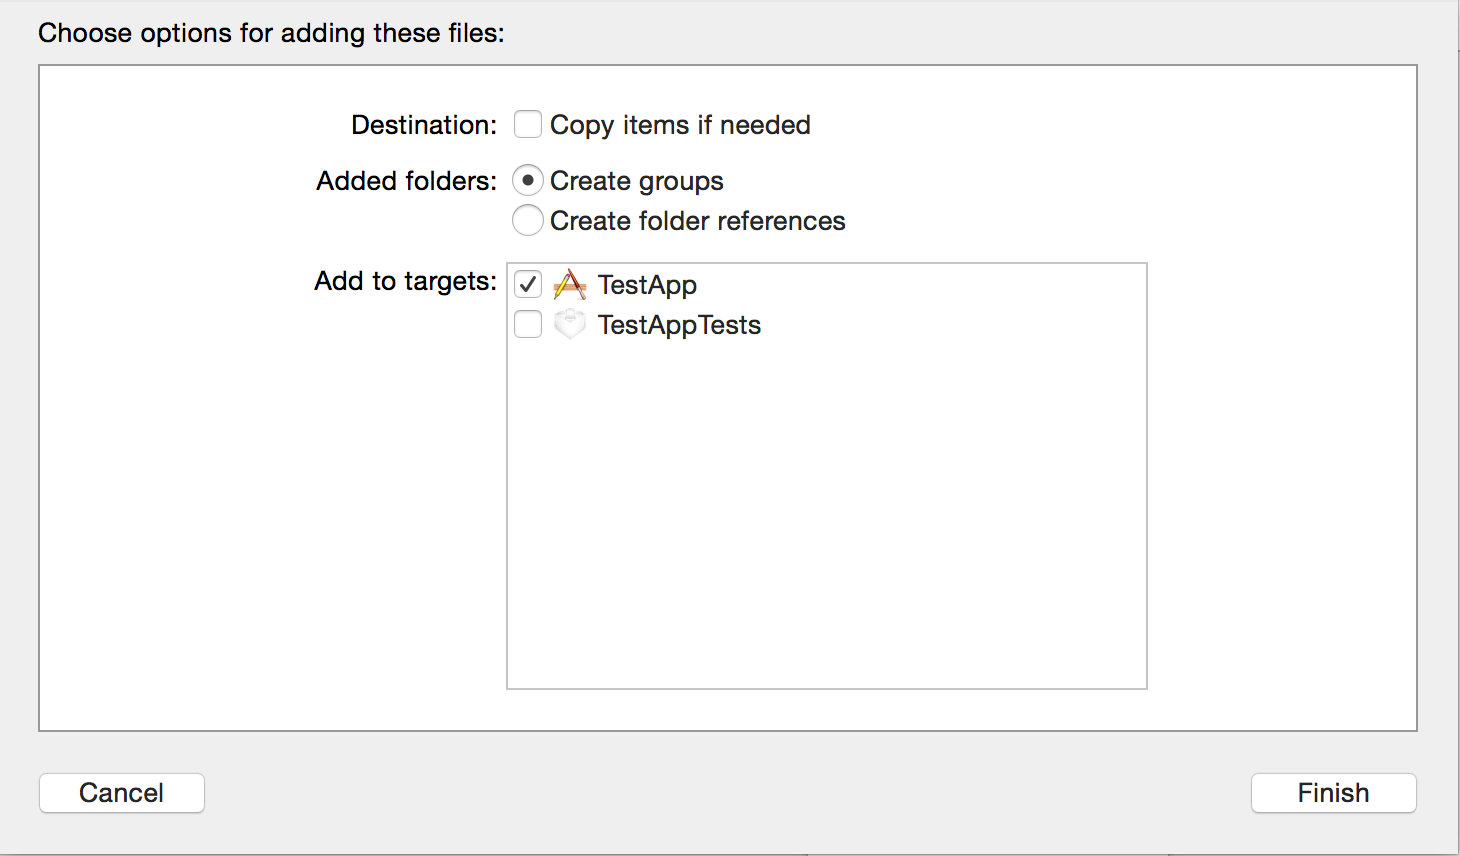 Choose options for adding these files:
Destination: Copy items if needed
Added folders: Create groups
Create folder references
Add to targets: TestApp
TestAppTests
Cancel Finish